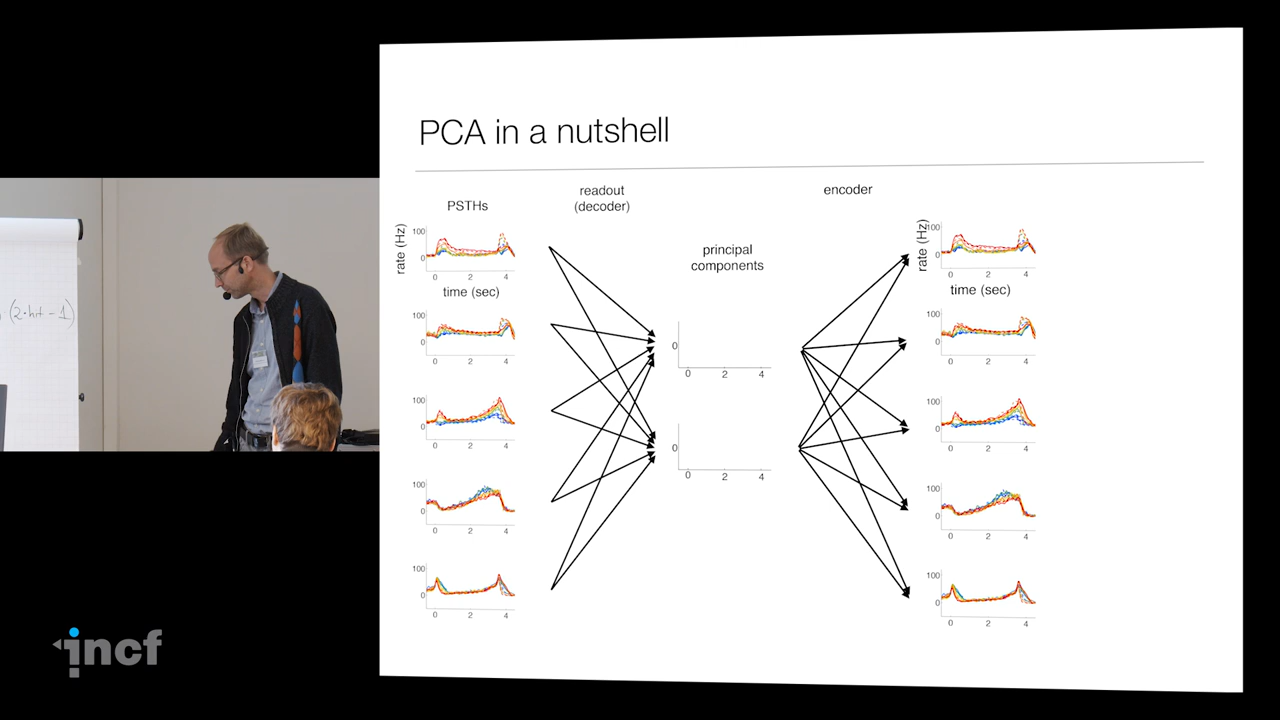 PCA in a nutshell
PSTHs
readout
(decoder)
encoder
principal
components
rate (Hz)
100
0
0 2 4
time (sec)
100
0
0 2 4
100
0
0 2 4
100
0
0 2 4
100
0
0 2 4
0
0 2 4
0
0 2 4
rate (Hz)
100
0
0 2 4
time (sec)
100
0
0 2 4
100
0
0 2 4
100
0
0 2 4
100
0
0 2 4
(2·hit - 1)
incf